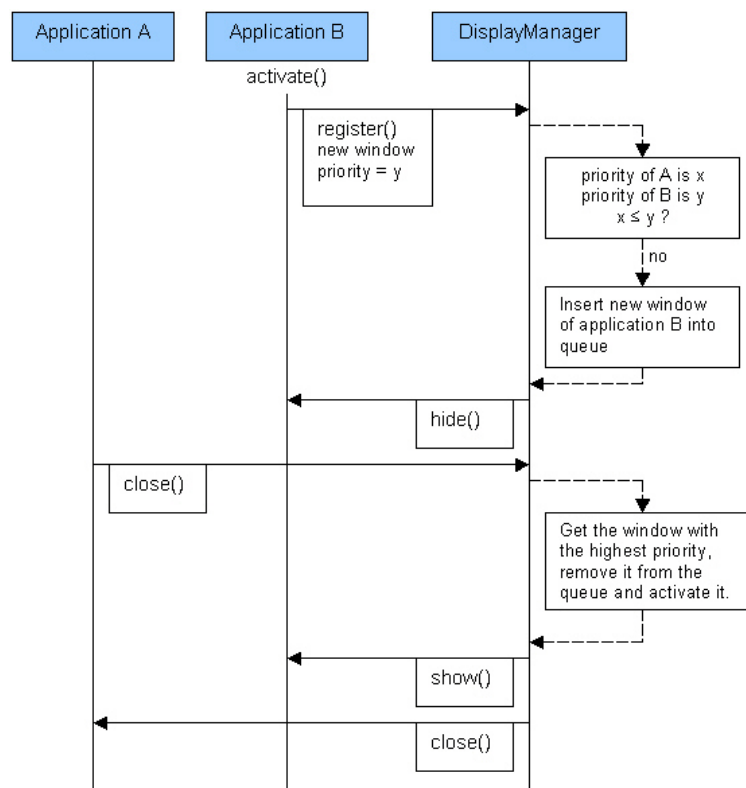 Application A
Application B
DisplayManager
activate()
register()
new window
priority = y
priority of A is x
priority of B is y
x ≤ y ?
no
Insert new window
of application B into
queue
hide()
close()
Get the window with
the highest priority,
remove it from the
queue and activate it.
show()
close()